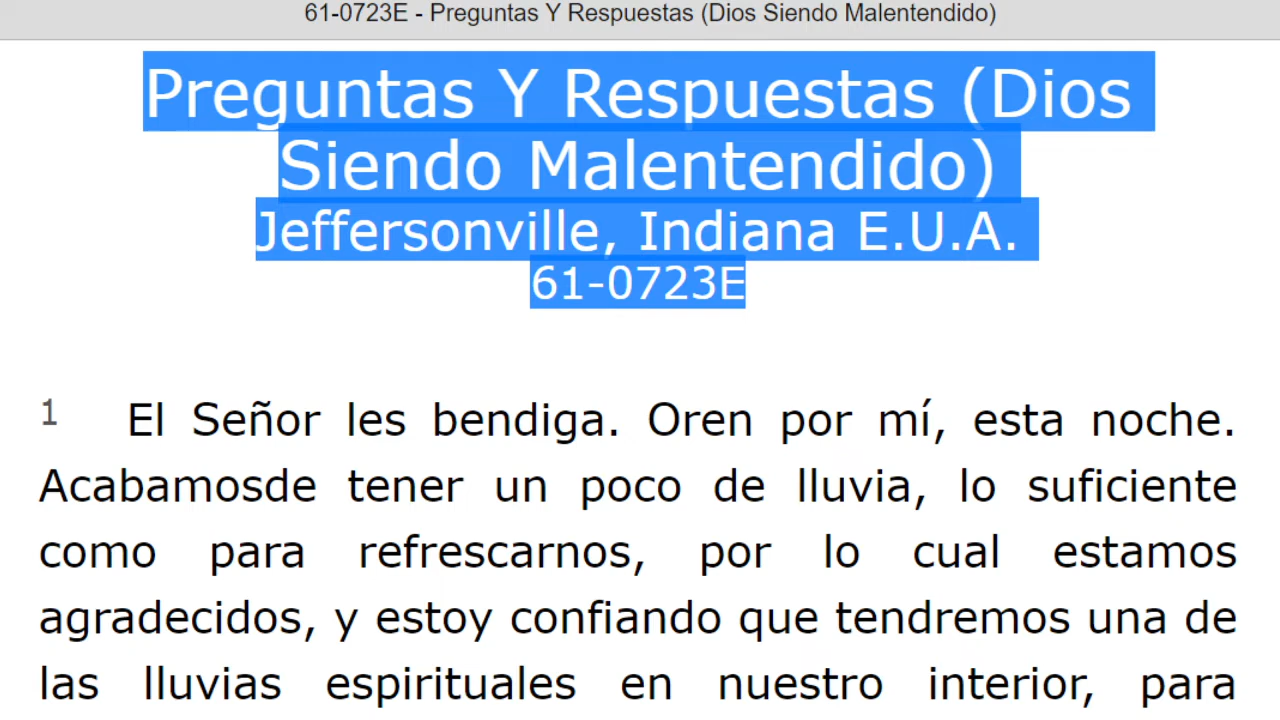 61-0723E - Preguntas Y Respuestas (Dios Siendo Malentendido)
Preguntas Y Respuestas (Dios
Siendo Malentendido)
Jeffersonville, Indiana E.U.A.
61-0723E
1 El Señor les bendiga. Oren por mí, esta noche.
Acabamosde tener un poco de lluvia, lo suficiente
como para refrescarnos, por lo cual estamos
agradecidos, y estoy confiando que tendremos una de
las lluvias espirituales en nuestro interior, para